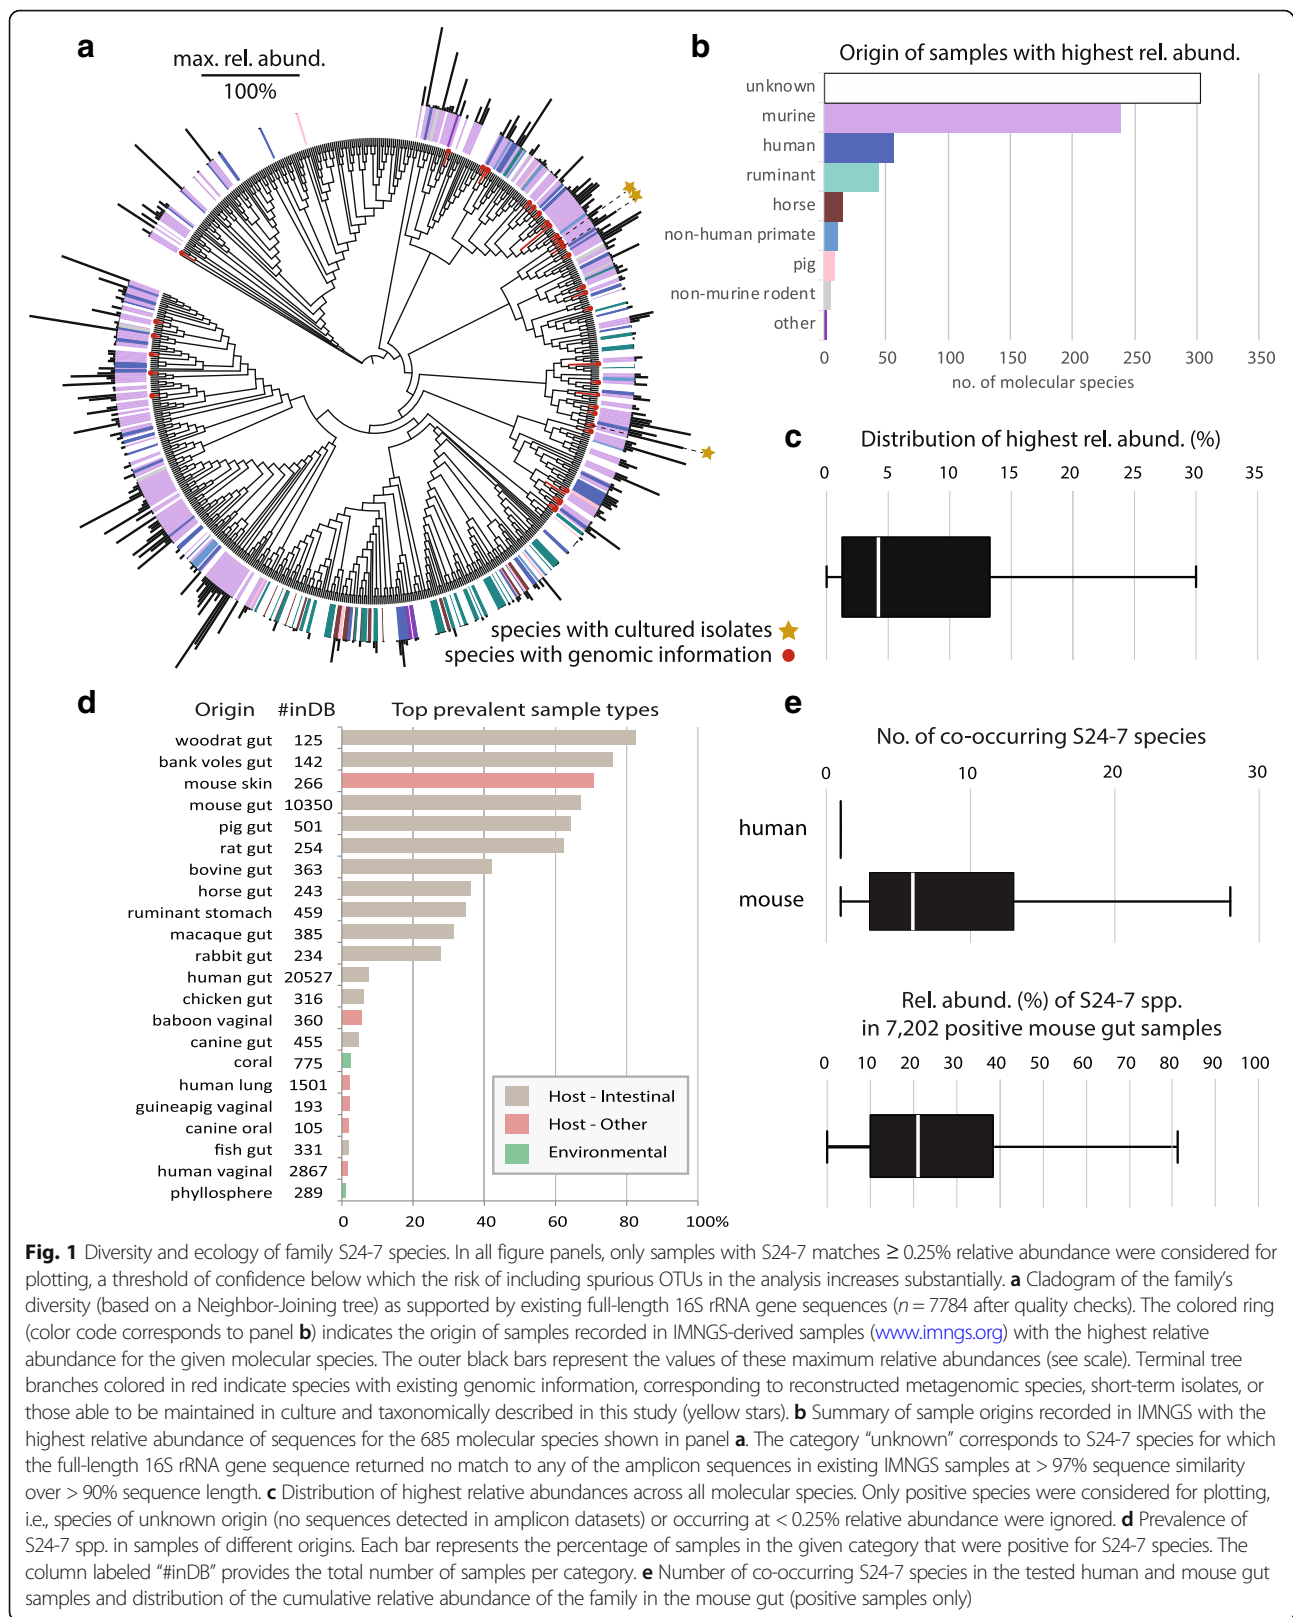 a
max. rel. abund.
100%
species with cultured isolates
species with genomic information
b
Origin of samples with highest rel. abund.
unknown
murine
human
ruminant
horse
non-human primate
pig
non-murine rodent
other
0 50 100 150 200 250 300 350
no. of molecular species
c
Distribution of highest rel. abund. (%)
0 5 10 15 20 25 30 35
d
Origin #inDB Top prevalent sample types
woodrat gut 125
bank voles gut 142
mouse skin 266
mouse gut 10350
pig gut 501
rat gut 254
bovine gut 363
horse gut 243
ruminant stomach 459
macaque gut 385
rabbit gut 234
human gut 20527
chicken gut 316
baboon vaginal 360
canine gut 455
coral 775
human lung 1501
guineapig vaginal 193
canine oral 105
fish gut 331
human vaginal 2867
phyllosphere 289
Host - Intestinal
Host - Other
Environmental
0 20 40 60 80 100%
e
No. of co-occurring S24-7 species
0 10 20 30
human
mouse
Rel. abund. (%) of S24-7 spp.
in 7,202 positive mouse gut samples
0 10 20 30 40 50 60 70 80 90 100
Fig. 1 Diversity and ecology of family S24-7 species. In all figure panels, only samples with S24-7 matches ≥ 0.25% relative abundance were considered for
plotting, a threshold of confidence below which the risk of including spurious OTUs in the analysis increases substantially. a Cladogram of the family's
diversity (based on a Neighbor-Joining tree) as supported by existing full-length 16S rRNA gene sequences (n = 7784 after quality checks). The colored ring
(color code corresponds to panel b) indicates the origin of samples recorded in IMNGS-derived samples (www.imngs.org) with the highest relative
abundance for the given molecular species. The outer black bars represent the values of these maximum relative abundances (see scale). Terminal tree
branches colored in red indicate species with existing genomic information, corresponding to reconstructed metagenomic species, short-term isolates, or
those able to be maintained in culture and taxonomically described in this study (yellow stars). b Summary of sample origins recorded in IMNGS with the
highest relative abundance of sequences for the 685 molecular species shown in panel a. The category "unknown" corresponds to S24-7 species for which
the full-length 16S rRNA gene sequence returned no match to any of the amplicon sequences in existing IMNGS samples at > 97% sequence similarity
over > 90% sequence length. c Distribution of highest relative abundances across all molecular species. Only positive species were considered for plotting,
i.e., species of unknown origin (no sequences detected in amplicon datasets) or occurring at < 0.25% relative abundance were ignored. d Prevalence of
S24-7 spp. in samples of different origins. Each bar represents the percentage of samples in the given category that were positive for S24-7 species. The
column labeled "#inDB" provides the total number of samples per category. e Number of co-occurring S24-7 species in the tested human and mouse gut
samples and distribution of the cumulative relative abundance of the family in the mouse gut (positive samples only)